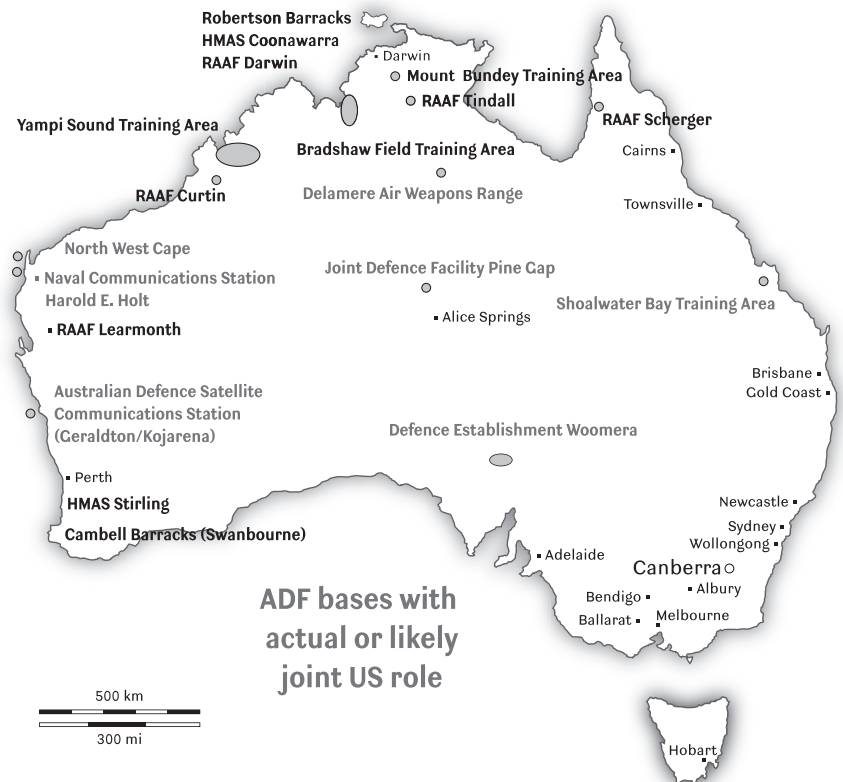 Robertson Barracks
HMAS Coonawarra
RAAF Darwin
Darwin
Mount Bundey Training Area
RAAF Tindall
RAAF Scherger
Yampi Sound Training Area
Bradshaw Field Training Area
Cairns
RAAF Curtin
Delamere Air Weapons Range
Townsville
North West Cape
Naval Communications Station
Harold E. Holt
Joint Defence Facility Pine Gap
Shoalwater Bay Training Area
Alice Springs
RAAF Learmonth
Brisbane
Gold Coast
Australian Defence Satellite
Communications Station
(Geraldton/Kojarena)
Defence Establishment Woomera
Perth
HMAS Stirling
Cambell Barracks (Swanbourne)
Newcastle
Sydney
Wollongong
Adelaide
Canberra
Albury
Bendigo
Ballarat
Melbourne
ADF bases with
actual or likely
joint US role
500 km
300 mi
Hobart